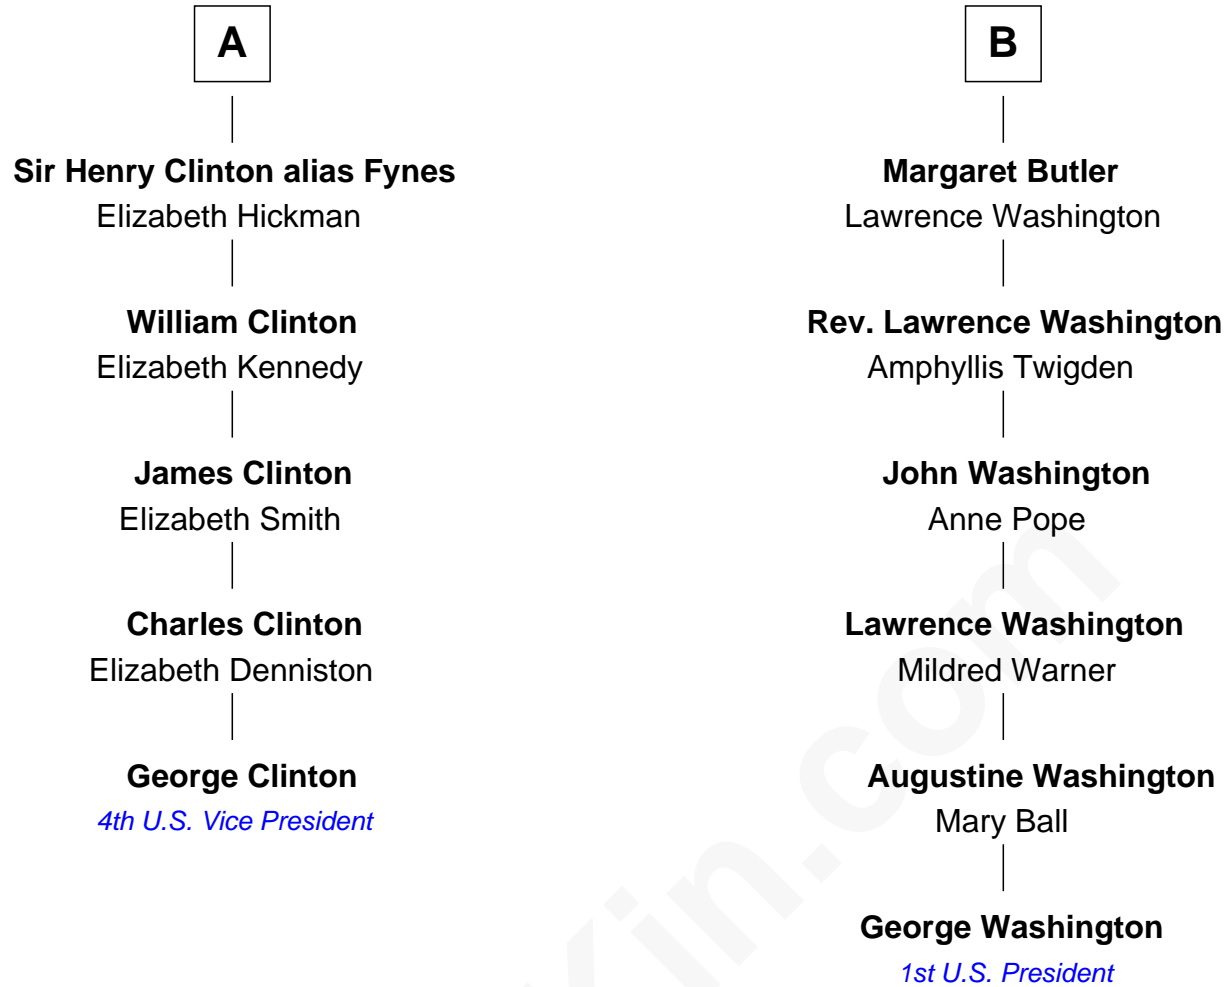 A
Sir Henry Clinton alias Fynes
Elizabeth Hickman
William Clinton
Elizabeth Kennedy
James Clinton
Elizabeth Smith
Charles Clinton
Elizabeth Denniston
George Clinton
4th U.S. Vice President
B
Margaret Butler
Lawrence Washington
Rev. Lawrence Washington
Amphyllis Twigden
John Washington
Anne Pope
Lawrence Washington
Mildred Warner
Augustine Washington
Mary Ball
George Washington
1st U.S. President
Kin.com